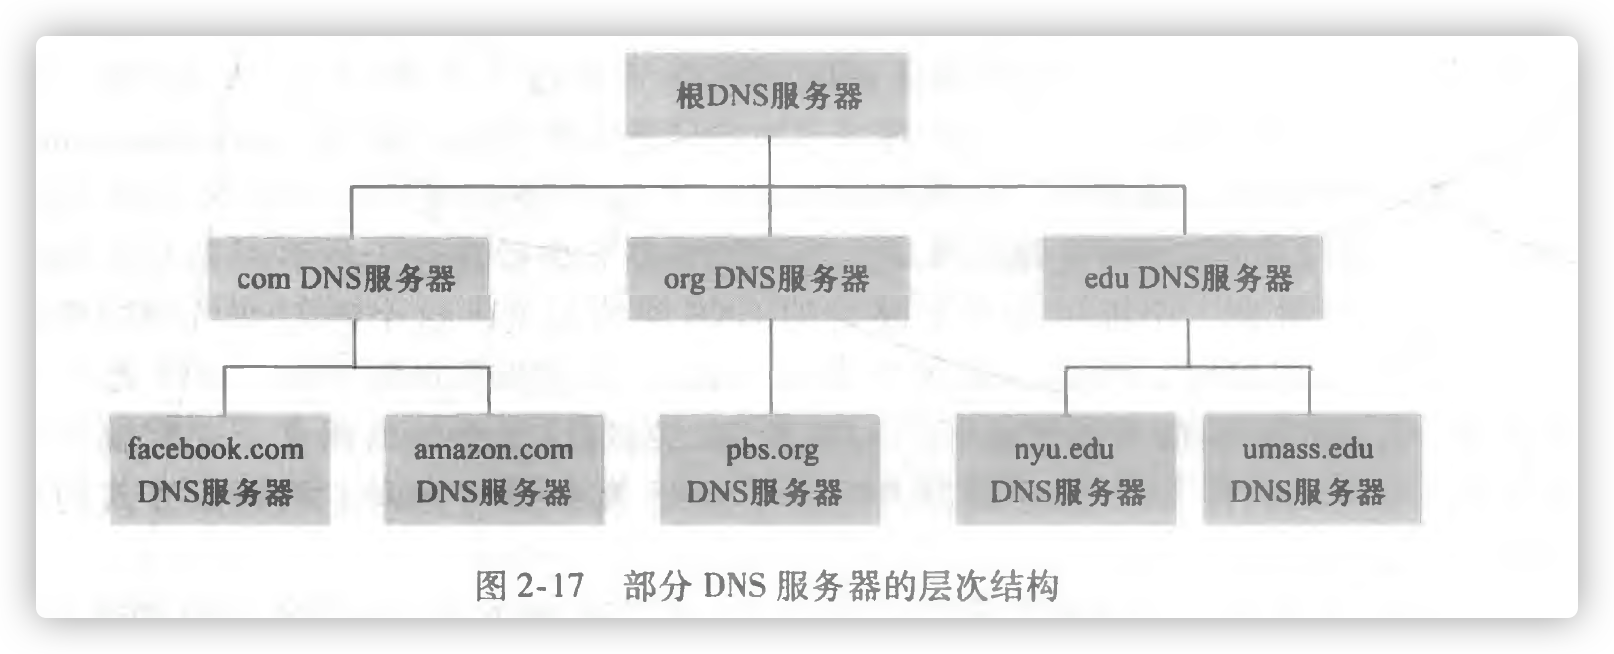 根DNS服务器
com DNS服务器
org DNS服务器
edu DNS服务器
facebook.com
DNS服务器
amazon.com
DNS服务器
pbs.org
DNS服务器
nyu.edu
DNS服务器
umass.edu
DNS服务器
图 2-17 部分 DNS 服务器的层次结构